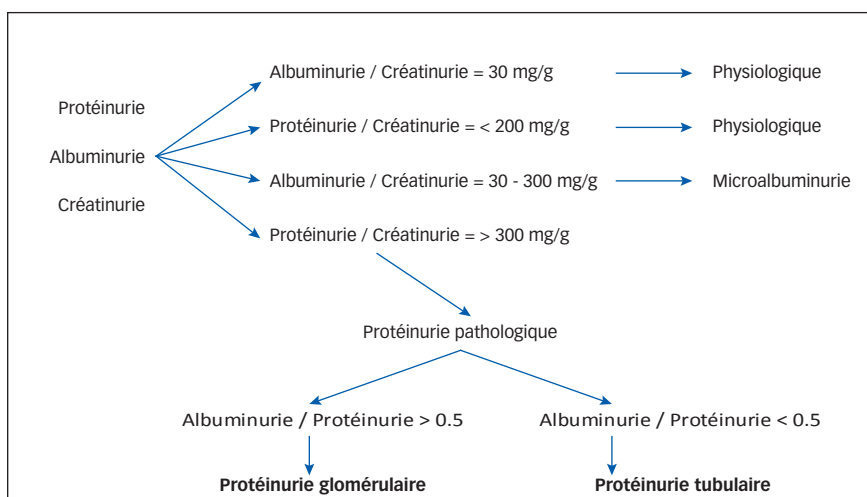 Albuminurie / Créatinurie = 30 mg/g
Physiologique
Protéinurie
Protéinurie / Créatinurie = < 200 mg/g
Physiologique
Albuminurie
Albuminurie / Créatinurie = 30 - 300 mg/g
Microalbuminurie
Créatinurie
Protéinurie / Créatinurie = > 300 mg/g
Protéinurie pathologique
Albuminurie / Protéinurie > 0.5
Albuminurie / Protéinurie < 0.5
Protéinurie glomérulaire
Protéinurie tubulaire